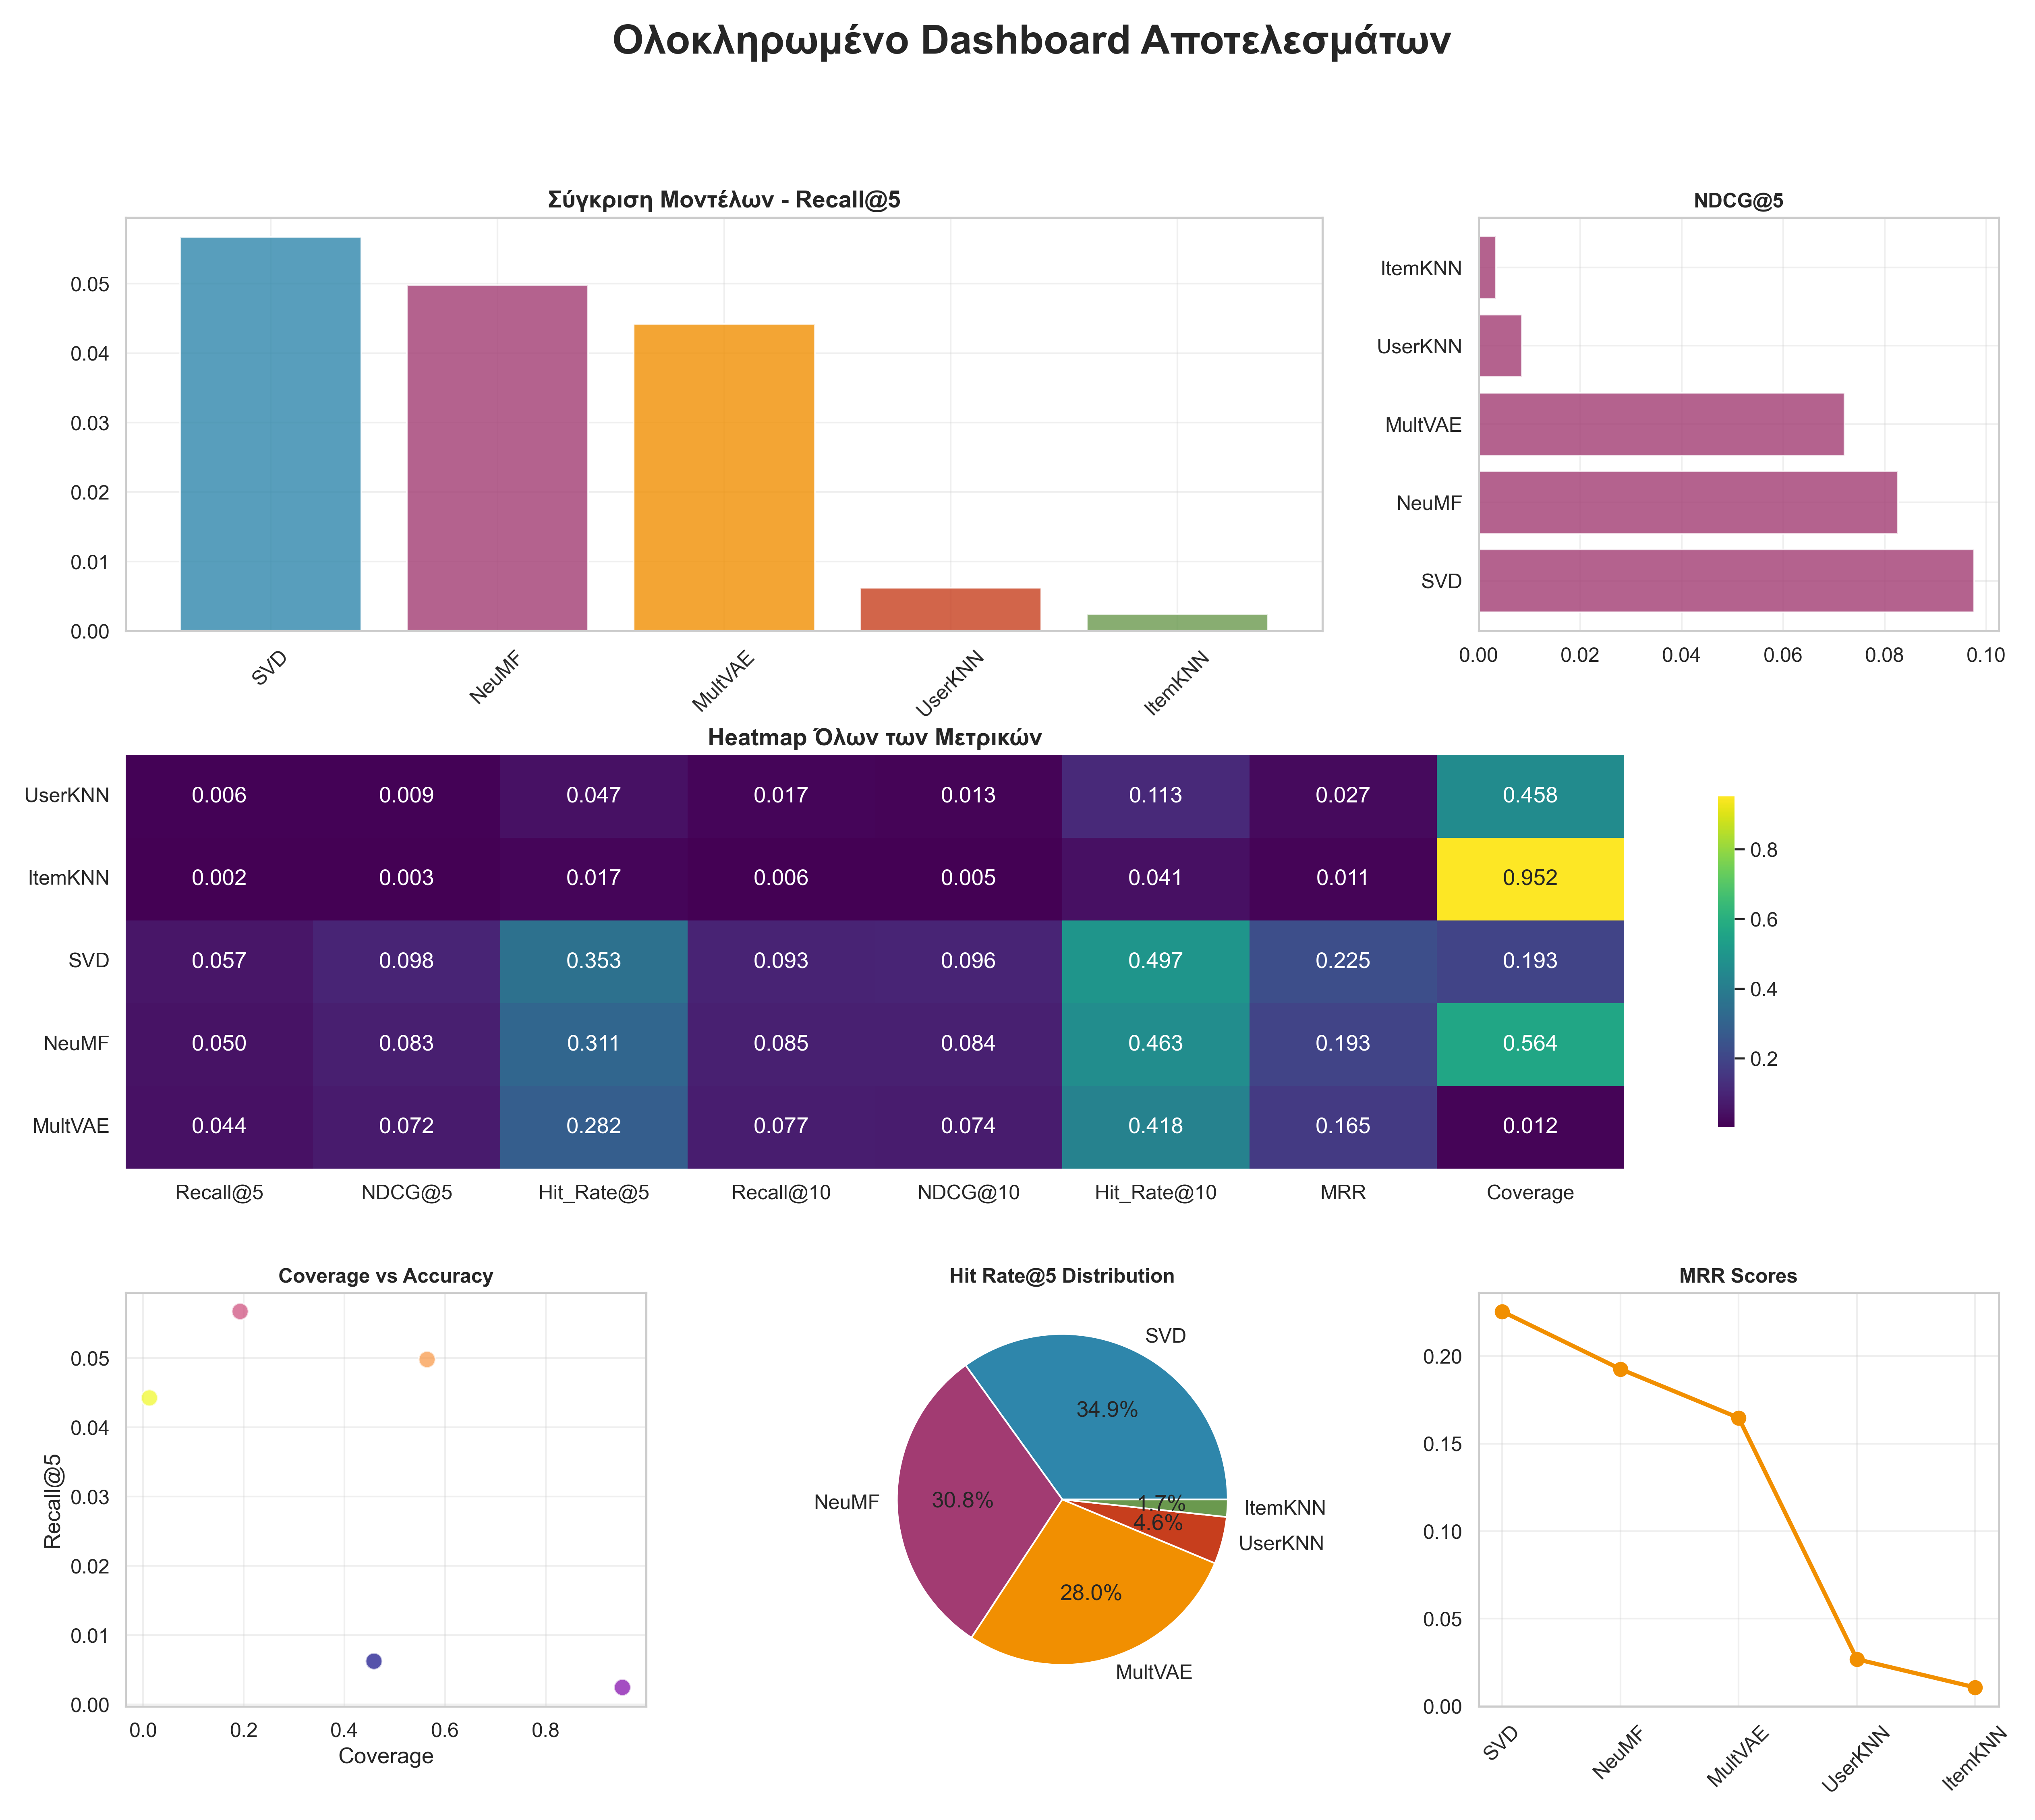 Ολοκληρωμένο Dashboard Αποτελεσμάτων
Σύγκριση Μοντέλων - Recall@5
0.05
0.04
0.03
0.02
0.01
0.00
SVD
NeuMF
MultVAE
UserKNN
ItemKNN
NDCG@5
ItemKNN
UserKNN
MultVAE
NeuMF
SVD
0.00 0.02 0.04 0.06 0.08 0.10
Heatmap Όλων των Μετρικών
UserKNN 0.006 0.009 0.047 0.017 0.013 0.113 0.027 0.458
ItemKNN 0.002 0.003 0.017 0.006 0.005 0.041 0.011 0.952
SVD 0.057 0.098 0.353 0.093 0.096 0.497 0.225 0.193
NeuMF 0.050 0.083 0.311 0.085 0.084 0.463 0.193 0.564
MultVAE 0.044 0.072 0.282 0.077 0.074 0.418 0.165 0.012
Recall@5 NDCG@5 Hit_Rate@5 Recall@10 NDCG@10 Hit_Rate@10 MRR Coverage
0.8
0.6
0.4
0.2
Coverage vs Accuracy
Recall@5
0.05
0.04
0.03
0.02
0.01
0.00
0.0 0.2 0.4 0.6 0.8
Coverage
Hit Rate@5 Distribution
SVD
34.9%
NeuMF
30.8%
1.7%
ItemKNN
4.6%
UserKNN
28.0%
MultVAE
MRR Scores
0.20
0.15
0.10
0.05
0.00
SVD
NeuMF
MultVAE
UserKNN
ItemKNN